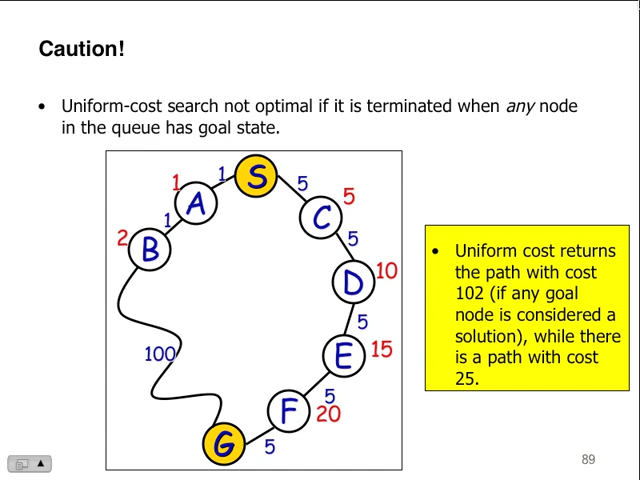 Caution!
• Uniform-cost search not optimal if it is terminated when any node
in the queue has goal state.
1 1 S 5
A 5
1 C
2 B 5
D 10
5
100 E 15
5
F 20
G 5
• Uniform cost returns
the path with cost
102 (if any goal
node is considered a
solution), while there
is a path with cost
25.
89